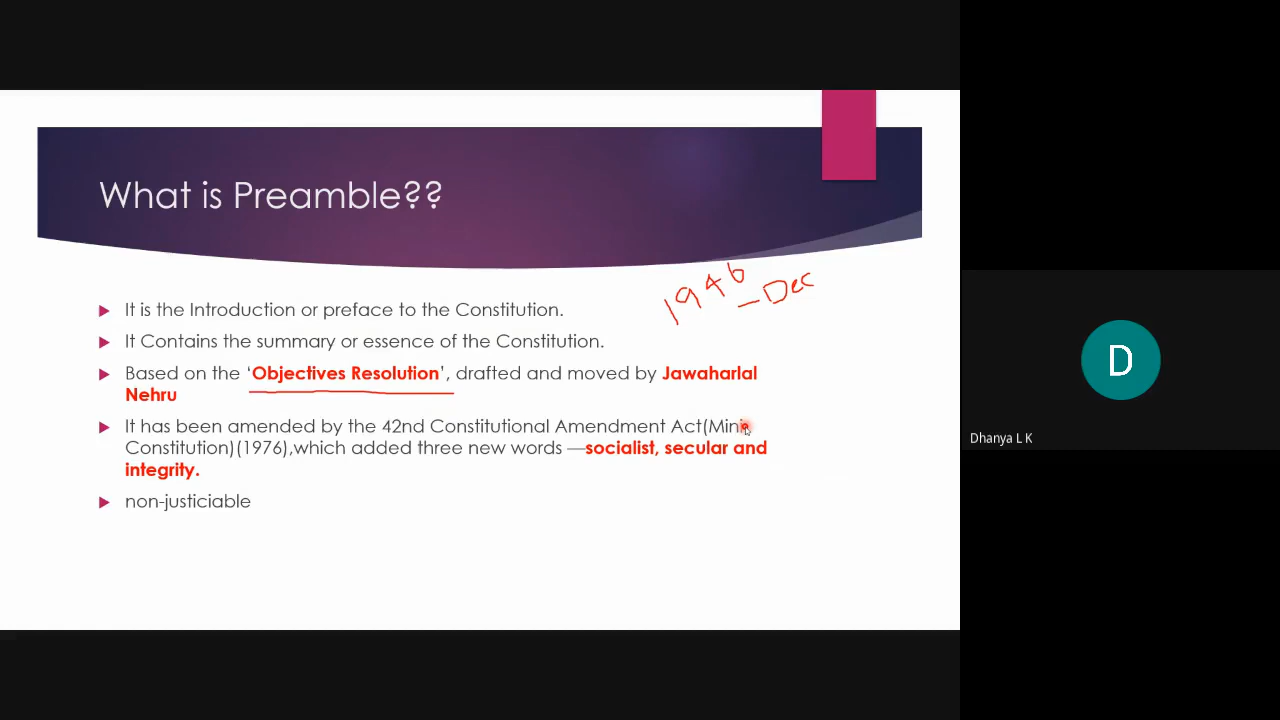 What is Preamble??
1946
–Dec
It is the Introduction or preface to the Constitution.
It Contains the summary or essence of the Constitution.
Based on the ‘Objectives Resolution’, drafted and moved by Jawaharlal
Nehru
It has been amended by the 42nd Constitutional Amendment Act(Mini
Constitution)(1976),which added three new words —socialist, secular and
integrity.
non-justiciable
D
Dhanya L K